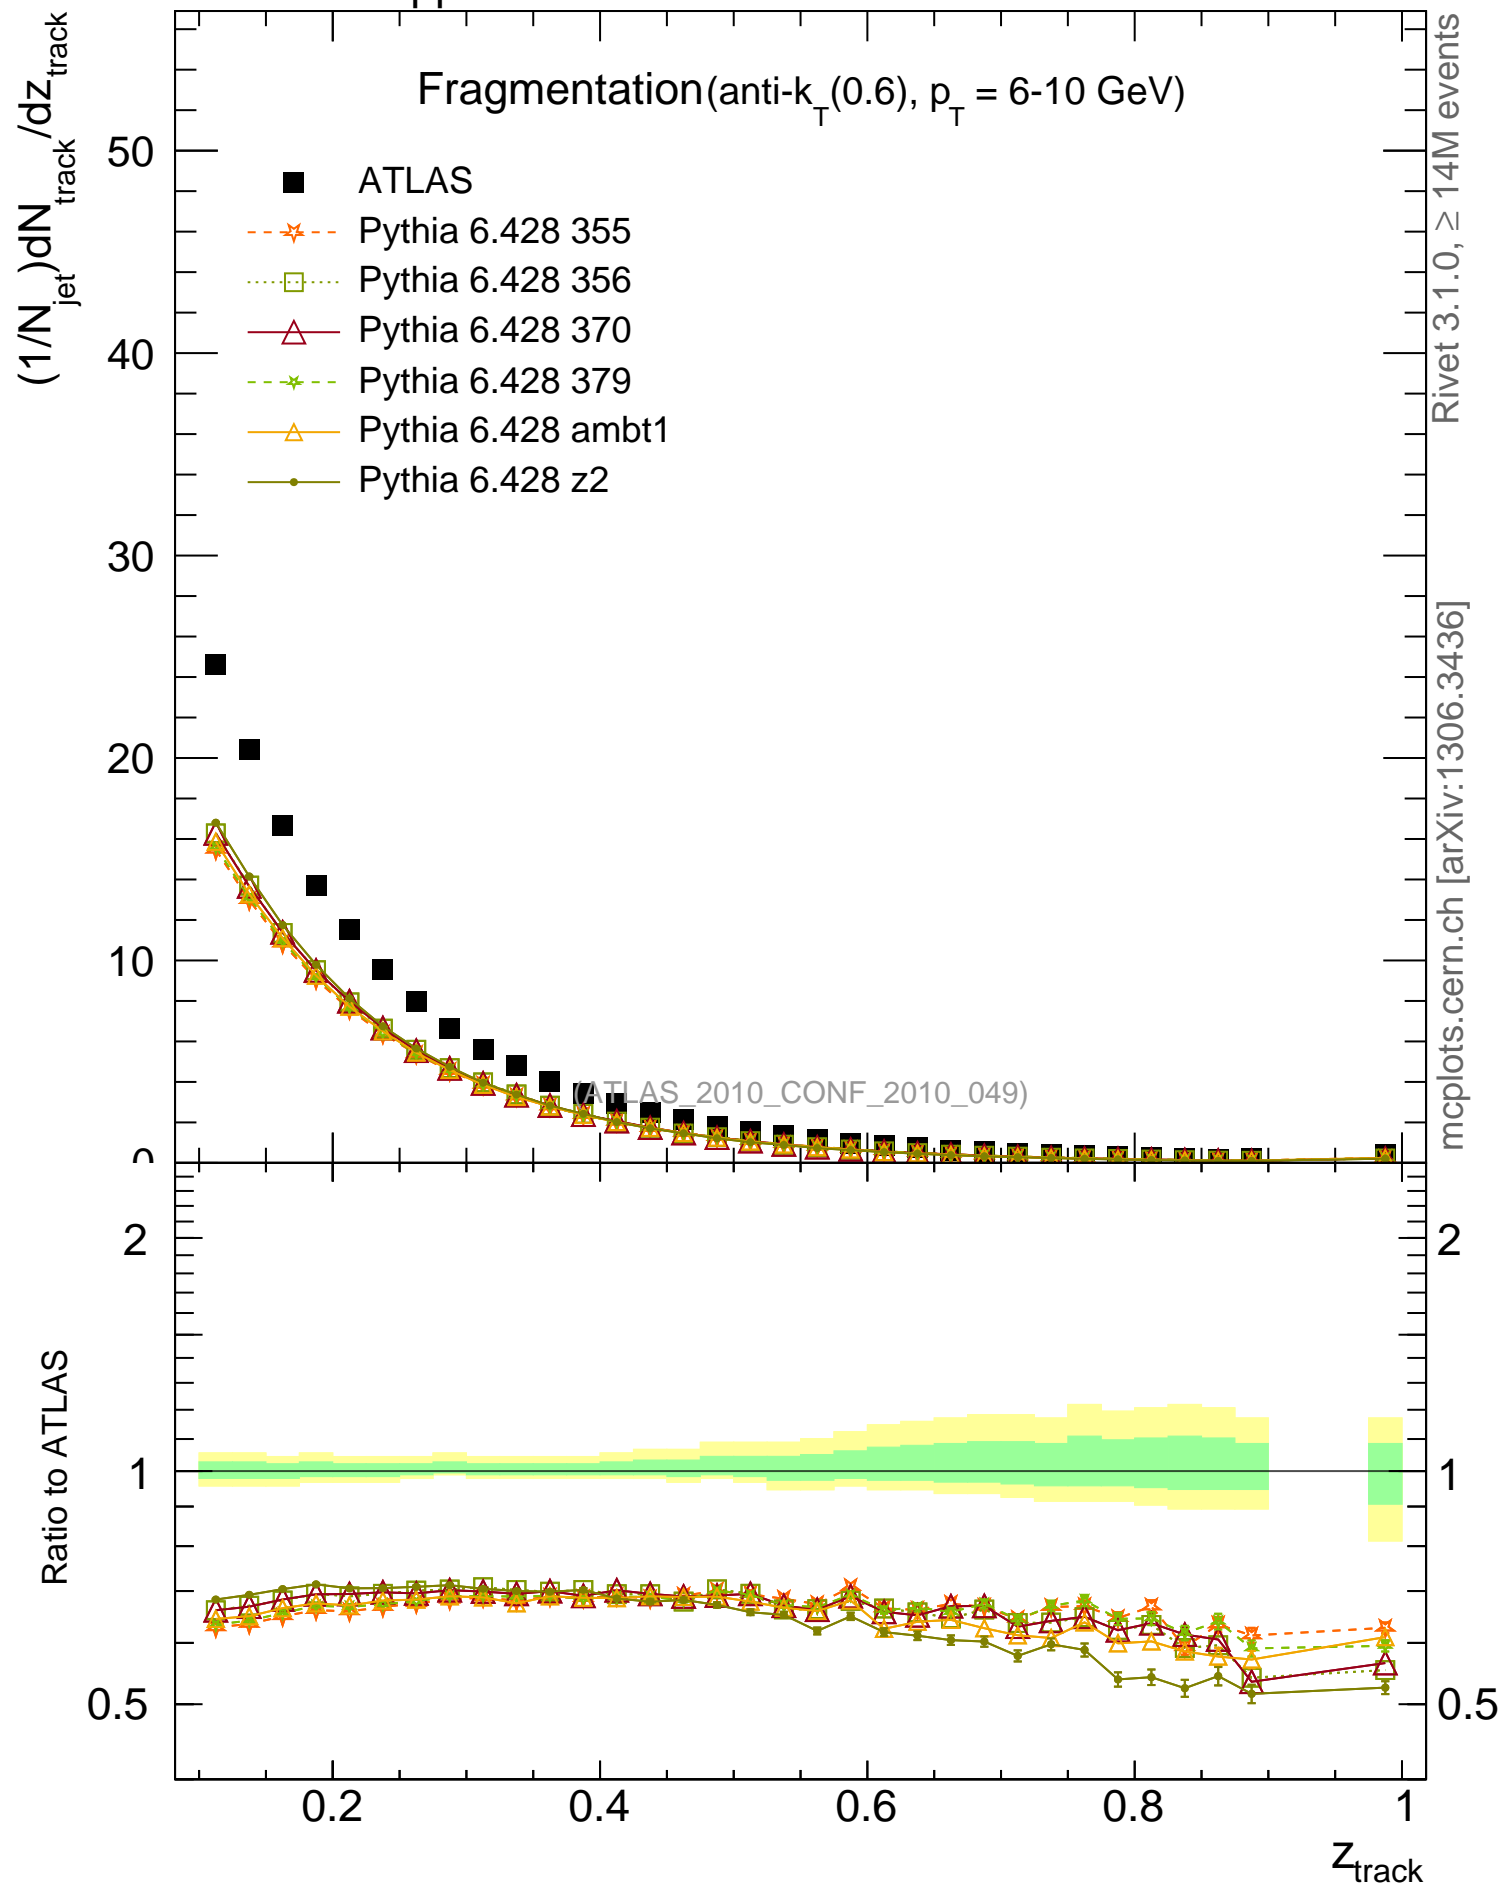 pp
Fragmentation (anti-k_T(0.6), p_T = 6-10 GeV)
(1/N_jet)dN_track/dz_track
50
40
30
20
10
0
ATLAS
Pythia 6.428 355
Pythia 6.428 356
Pythia 6.428 370
Pythia 6.428 379
Pythia 6.428 ambt1
Pythia 6.428 z2
(ATLAS_2010_CONF_2010_049)
Rivet 3.1.0, ≥ 14M events
mcplots.cern.ch [arXiv:1306.3436]
Ratio to ATLAS
2
1
0.5
2
1
0.5
0.2
0.4
0.6
0.8
1
z_track